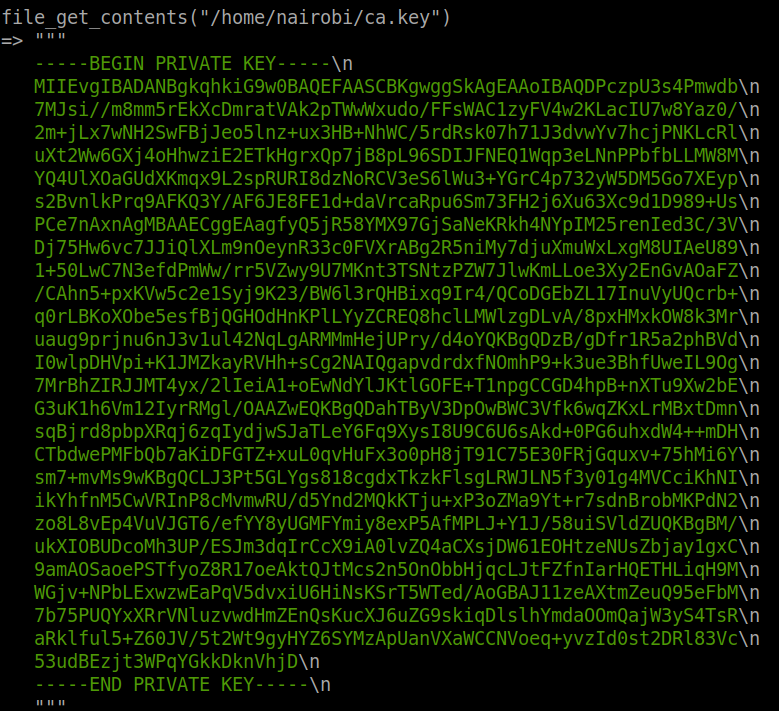 file_get_contents("/home/nairobi/ca.key")
=> """
-----BEGIN PRIVATE KEY-----\n
MIIEvgIBADANBgkqhkiG9w0BAQEFAASCBKgwggSkAgEAAoIBAQDPczpU3s4Pmwdb\n
7MJsi//m8mm5rEkXcDmratVAk2pTWwWxudo/FFsWAC1zyFV4w2KLacIU7w8Yaz0/\n
2m+jLx7wNH2SwFBjJeo5lnz+ux3HB+NhWC/5rdRsk07h71J3dvwYv7hcjPNKLcRl\n
uXt2Ww6GXj4oHhwziE2ETkHgrxQp7jB8pL96SDIJFNEQ1Wqp3eLNnPPbfbLLMW8M\n
YQ4UlXOaGUdXKmqx9L2spRURI8dzNoRCV3eS6lWu3+YGrC4p732yW5DM5Go7XEyp\n
s2BvnlkPrq9AFKQ3Y/AF6JE8FE1d+daVrcaRpu6Sm73FH2j6Xu63Xc9d1D989+Us\n
PCe7nAxnAgMBAAECggEAagfyQ5jR58YMX97GjSaNeKRkh4NYpIM25renIed3C/3V\n
Dj75Hw6vc7JJiQlXLm9nOeynR33c0FVXrABg2R5niMy7djuXmuWxLxgM8UIAeU89\n
1+50LwC7N3efdPmWw/rr5VZwy9U7MKnt3TSNtzPZW7JlwKmLLoe3Xy2EnGvAOaFZ\n
/CAhn5+pxKVw5c2e1Syj9K23/BW6l3rQHBixq9Ir4/QCoDGEbZL17InuVyUQcrb+\n
q0rLBKoXObe5esfBjQGHOdHnKPlLYyZCREQ8hclLMWlzgDLvA/8pxHMxkOW8k3Mr\n
uaug9prjnu6nJ3v1ul42NqLgARMMmHejUPry/d4oYQKBgQDzB/gDfr1R5a2phBVd\n
I0wlpDHVpi+K1JMZkayRVHh+sCg2NAIQgapvdrdxfNOmhP9+k3ue3BhfUweIL9Og\n
7MrBhZIRJJMT4yx/2lIeiA1+oEwNdYlJKtlGOFE+T1npgCCGD4hpB+nXTu9Xw2bE\n
G3uK1h6Vm12IyrRMgl/OAAZwEQKBgQDahTByV3DpOwBWC3Vfk6wqZKxLrMBxtDmn\n
sqBjrd8pbpXRqj6zqIydjwSJaTLeY6Fq9XysI8U9C6U6sAkd+0PG6uhxdW4++mDH\n
CTbdwePMFbQb7aKiDFGTZ+xuL0qvHuFx3o0pH8jT91C75E30FRjGquxv+75hMi6Y\n
sm7+mvMs9wKBgQCLJ3Pt5GLYgs818cgdxTkzkFlsgLRWJLN5f3y01g4MVCciKhNI\n
ikYhfnM5CwVRInP8cMvmwRU/d5Ynd2MQkKTju+xP3oZMa9Yt+r7sdnBrobMKPdN2\n
zo8L8vEp4VuVJGT6/efYY8yUGMFYmiy8exP5AfMPLJ+Y1J/58uiSVldZUQKBgBM/\n
ukXIOBUDcoMh3UP/ESJm3dqIrCcX9iA0lvZQ4aCXsjDW61EOHtzeNUsZbjay1gxC\n
9amAOSaoePSTfyoZ8R17oeAktQJtMcs2n5OnObbHjqcLJtFZfnIarHQETHLiqH9M\n
WGjv+NPbLExwzwEaPqV5dvxiU6HiNsKSrT5WTed/AoGBAJ11zeAXtmZeuQ95eFbM\n
7b75PUQYxXRrVNluzvwdHmZEnQsKucXJ6uZG9skiqDlslhYmdaOOmQajW3yS4TsR\n
aRklful5+Z60JV/5t2Wt9gyHYZ6SYMzApUanVXaWCCNVoeq+yvzId0st2DRl83Vc\n
53udBEzjt3WPqYGkkDknVhjD\n
-----END PRIVATE KEY-----\n
"""